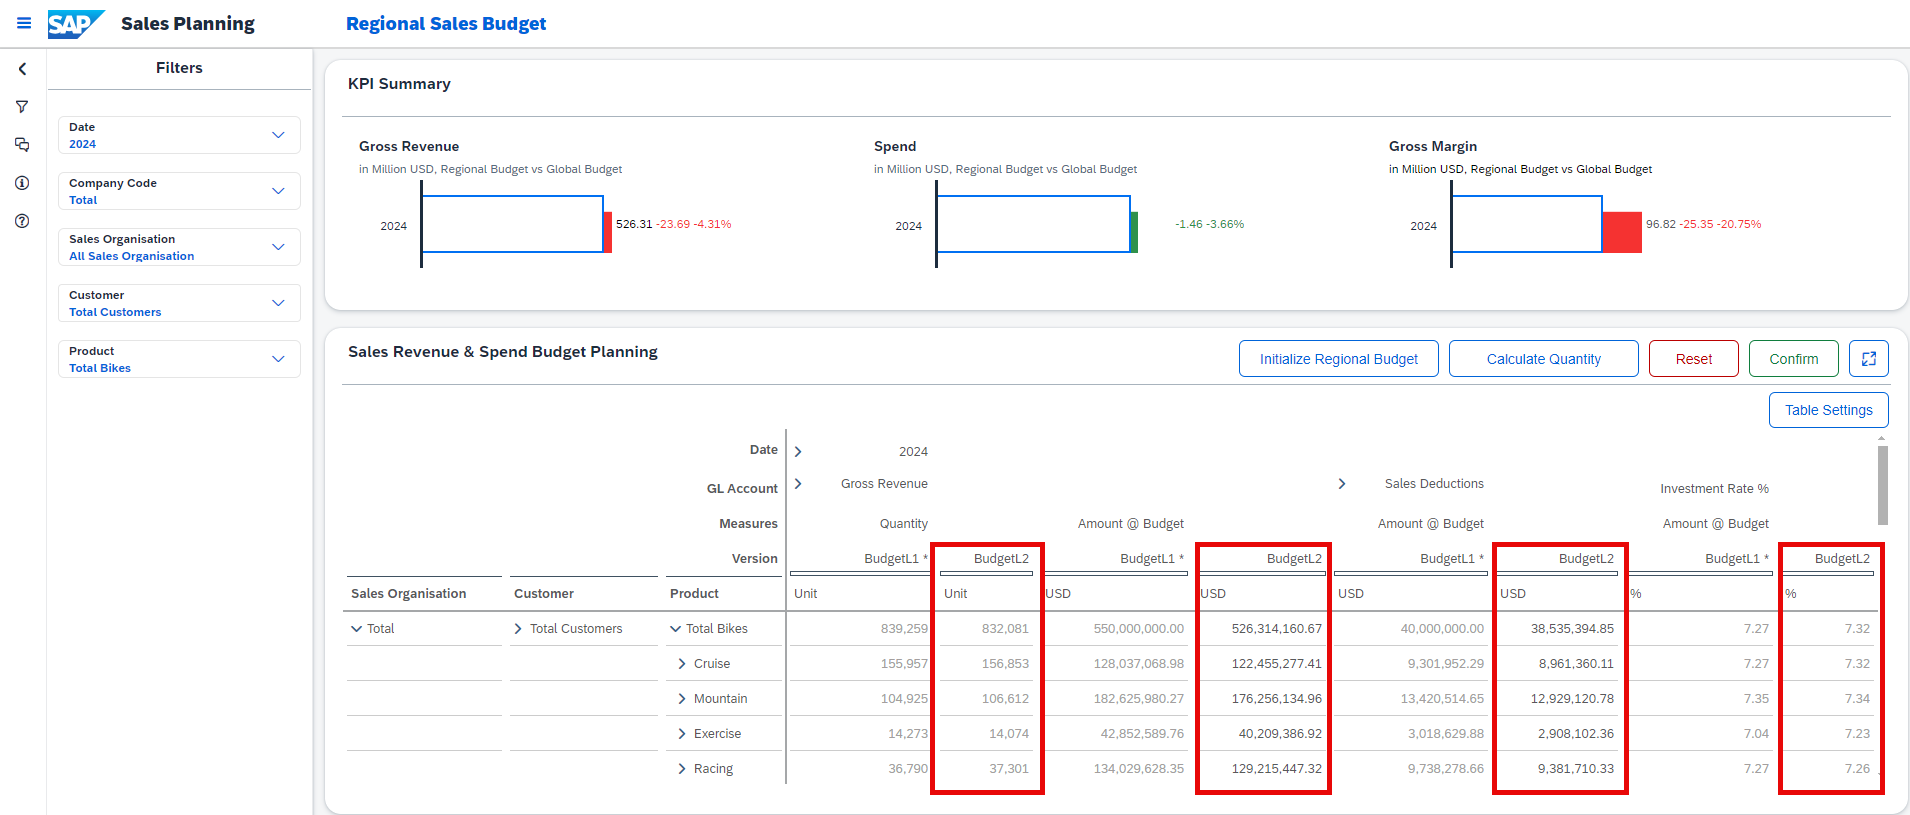 SAP Sales Planning Regional Sales Budget
Filters
Date
2024
Company Code
Total
Sales Organisation
All Sales Organisation
Customer
Total Customers
Product
Total Bikes
KPI Summary
Gross Revenue
in Million USD, Regional Budget vs Global Budget
2024 526.31 -23.69 -4.31%
Spend
in Million USD, Regional Budget vs Global Budget
2024 -1.46 -3.66%
Gross Margin
in Million USD, Regional Budget vs Global Budget
2024 96.82 -25.35 -20.75%
Sales Revenue & Spend Budget Planning
Initialize Regional Budget Calculate Quantity Reset Confirm
Table Settings
Date 2024
GL Account Gross Revenue Sales Deductions Investment Rate %
Measures Quantity Amount @ Budget Amount @ Budget Amount @ Budget
Version BudgetL1 * BudgetL2 BudgetL1 * BudgetL2 BudgetL1 * BudgetL2 BudgetL1 * BudgetL2
Sales Organisation Customer Product Unit Unit USD USD USD USD % %
Total Total Customers Total Bikes 839,259 832,081 550,000,000.00 526,314,160.67 40,000,000.00 38,535,394.85 7.27 7.32
Cruise 155,957 156,853 128,037,068.98 122,455,277.41 9,301,952.29 8,961,360.11 7.27 7.32
Mountain 104,925 106,612 182,625,980.27 176,256,134.96 13,420,514.65 12,929,120.78 7.35 7.34
Exercise 14,273 14,074 42,852,589.76 40,209,386.92 3,018,629.88 2,908,102.36 7.04 7.23
Racing 36,790 37,301 134,029,628.35 129,215,447.32 9,738,278.66 9,381,710.33 7.27 7.26